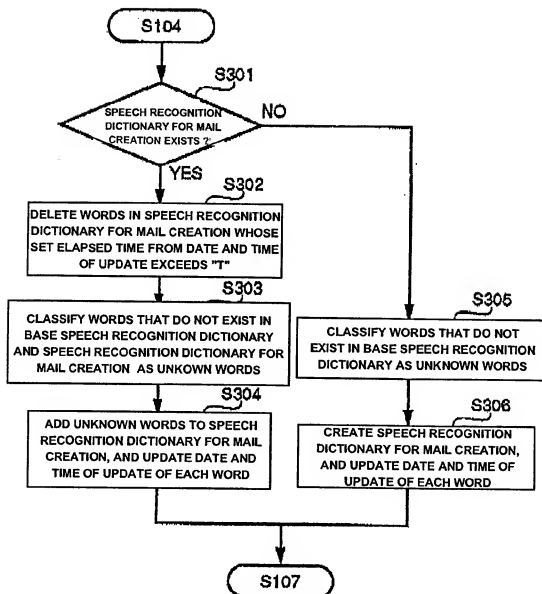 S104
S301
SPEECH RECOGNITION
DICTIONARY FOR MAIL
CREATION EXISTS ?
NO
YES
S302
DELETE WORDS IN SPEECH RECOGNITION
DICTIONARY FOR MAIL CREATION WHOSE
SET ELAPSED TIME FROM DATE AND TIME
OF UPDATE EXCEEDS "T"
S303
CLASSIFY WORDS THAT DO NOT EXIST IN
BASE SPEECH RECOGNITION DICTIONARY
AND SPEECH RECOGNITION DICTIONARY FOR
MAIL CREATION AS UNKOWN WORDS
S304
ADD UNKNOWN WORDS TO SPEECH
RECOGNITION DICTIONARY FOR MAIL
CREATION, AND UPDATE DATE AND
TIME OF UPDATE OF EACH WORD
S305
CLASSIFY WORDS THAT DO NOT
EXIST IN BASE SPEECH RECOGNITION
DICTIONARY AS UNKNOWN WORDS
S306
CREATE SPEECH RECOGNITION
DICTIONARY FOR MAIL CREATION,
AND UPDATE DATE AND TIME OF
UPDATE OF EACH WORD
S107